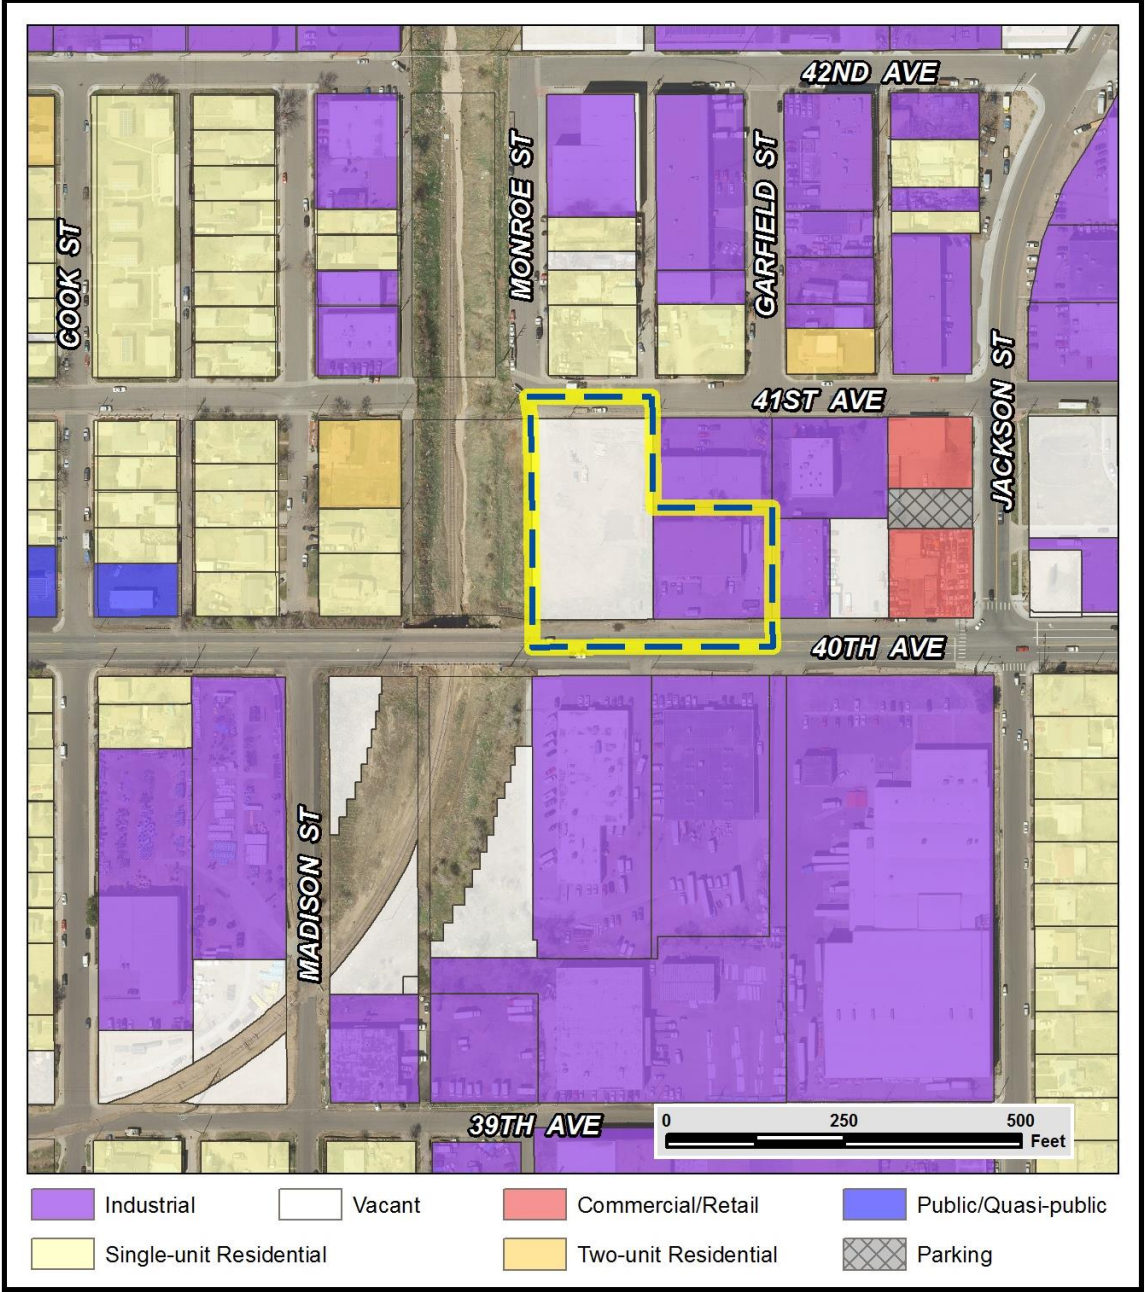 42ND AVE
MONROE ST
GARFIELD ST
COOK ST
JACKSON ST
41ST AVE
40TH AVE
MADISON ST
39TH AVE
0 250 500
Feet
Industrial Vacant Commercial/Retail Public/Quasi-public
Single-unit Residential Two-unit Residential Parking